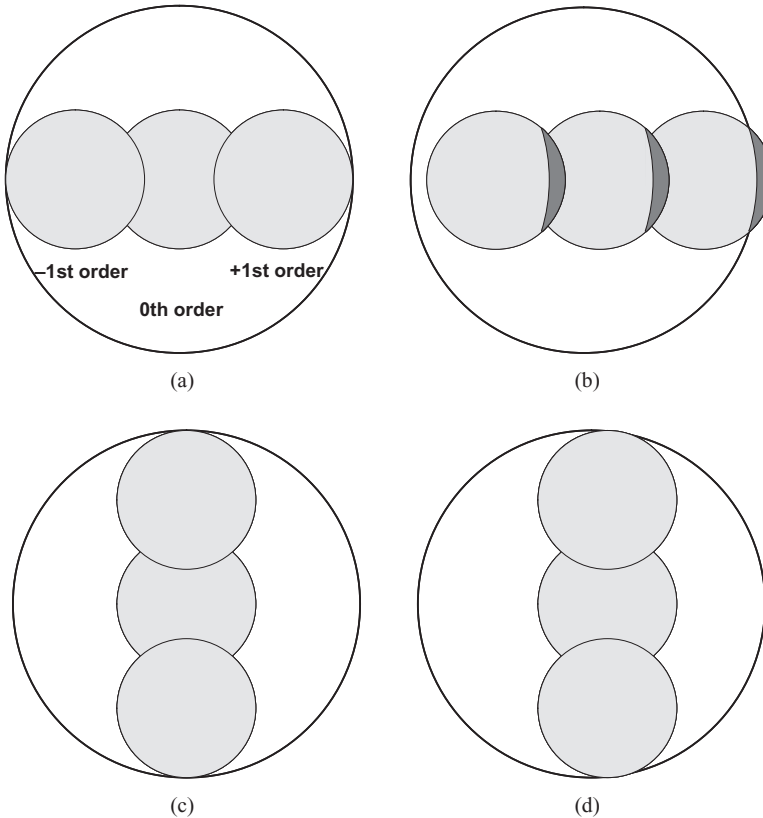 –1st order +1st order
0th order
(a) (b)
(c) (d)